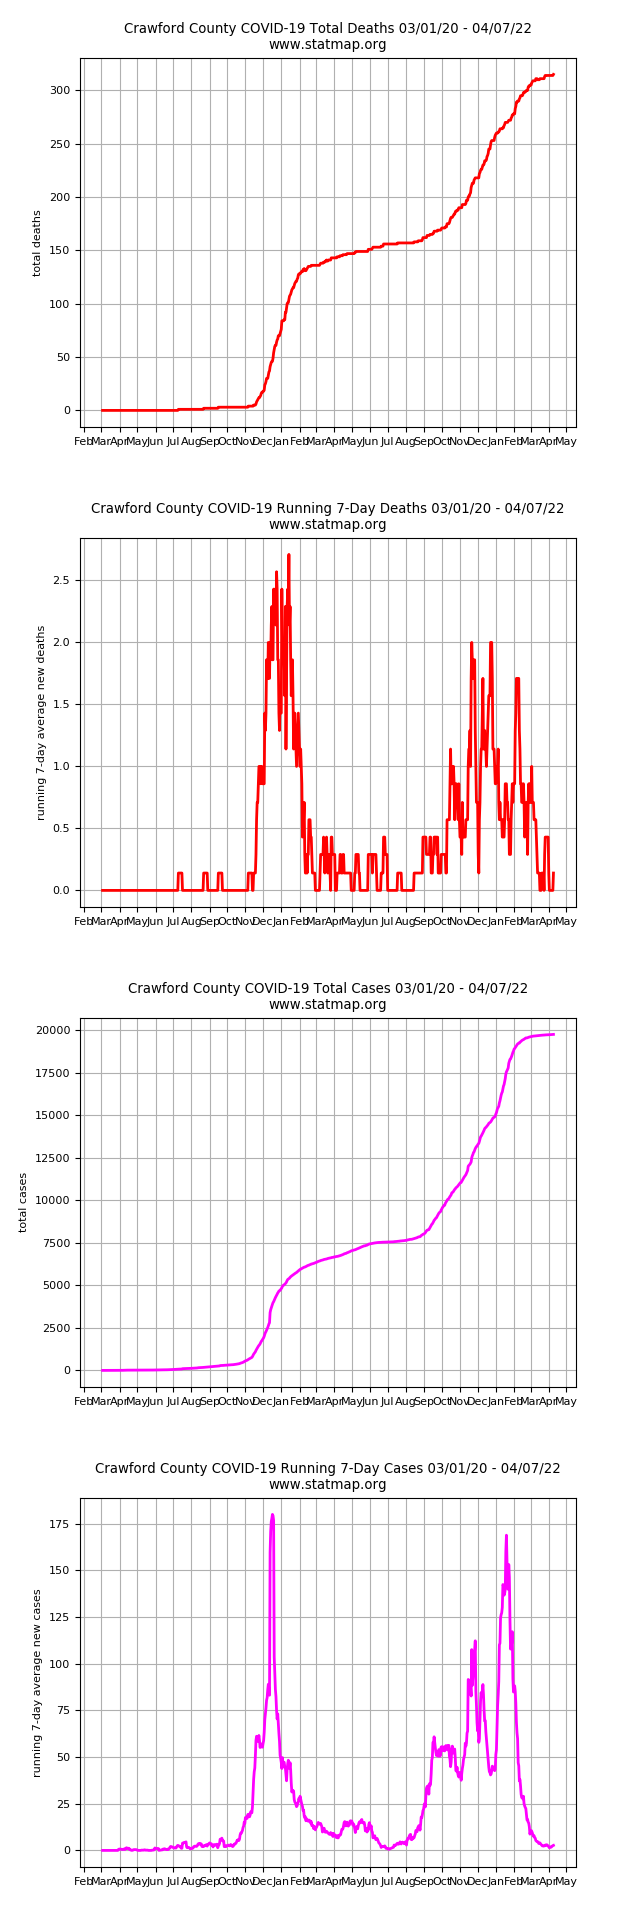 Crawford County COVID-19 Total Deaths 03/01/20 - 04/07/22
www.statmap.org
300
250
200
150
100
50
0
total deaths
Feb Mar Apr May Jun Jul Aug Sep Oct Nov Dec Jan Feb Mar Apr May Jun Jul Aug Sep Oct Nov Dec Jan Feb Mar Apr May
Crawford County COVID-19 Running 7-Day Deaths 03/01/20 - 04/07/22
www.statmap.org
2.5
2.0
1.5
1.0
0.5
0.0
running 7-day average new deaths
Feb Mar Apr May Jun Jul Aug Sep Oct Nov Dec Jan Feb Mar Apr May Jun Jul Aug Sep Oct Nov Dec Jan Feb Mar Apr May
Crawford County COVID-19 Total Cases 03/01/20 - 04/07/22
www.statmap.org
20000
17500
15000
12500
10000
7500
5000
2500
0
total cases
Feb Mar Apr May Jun Jul Aug Sep Oct Nov Dec Jan Feb Mar Apr May Jun Jul Aug Sep Oct Nov Dec Jan Feb Mar Apr May
Crawford County COVID-19 Running 7-Day Cases 03/01/20 - 04/07/22
www.statmap.org
175
150
125
100
75
50
25
0
running 7-day average new cases
Feb Mar Apr May Jun Jul Aug Sep Oct Nov Dec Jan Feb Mar Apr May Jun Jul Aug Sep Oct Nov Dec Jan Feb Mar Apr May